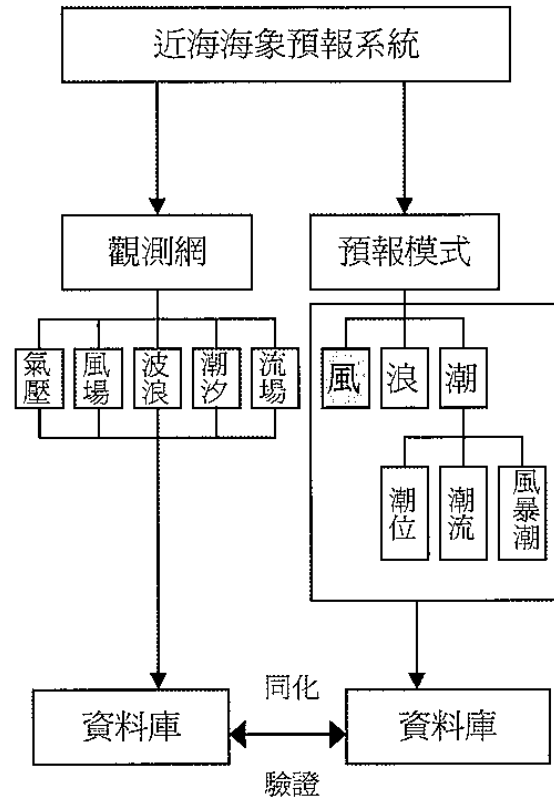 近海海象預報系統
觀測網
預報模式
氣壓
風場
波浪
潮汐
流場
風
浪
潮
潮位
潮流
風暴潮
資料庫
同化
驗證
資料庫